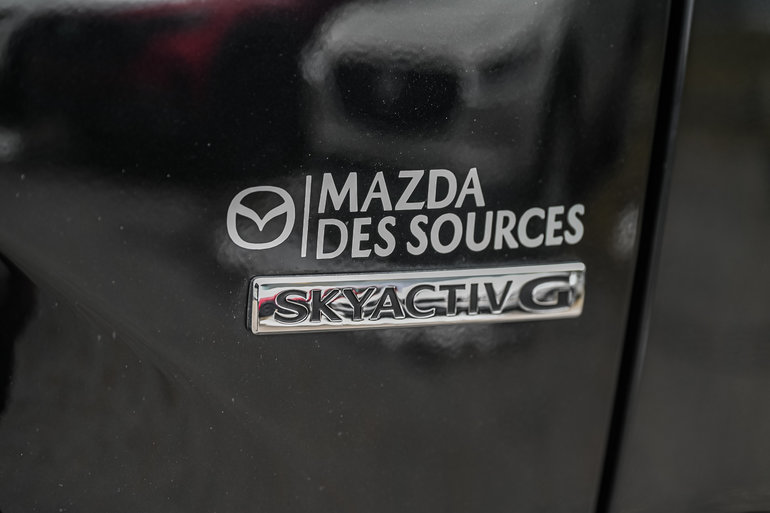 MAZDA
DES SOURCES
SKYACTIV G